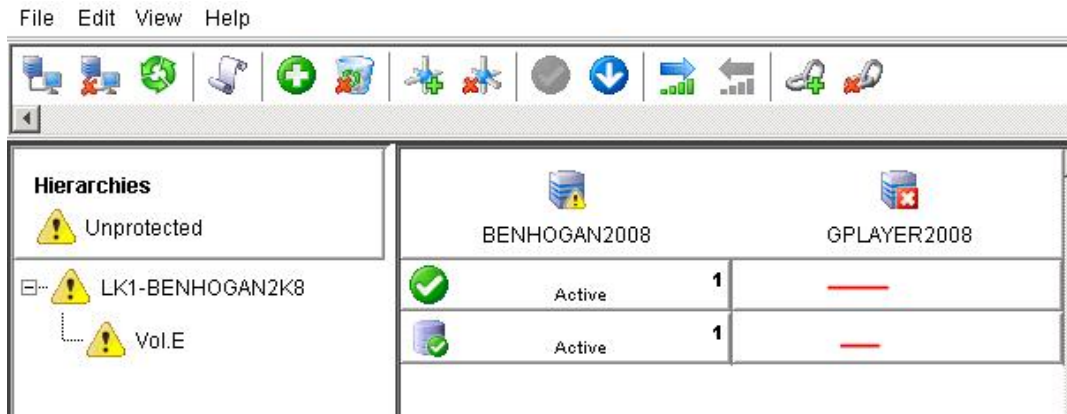 File Edit View Help
Hierarchies
Unprotected
BENHOGAN2008 GPLAYER2008
LK1-BENHOGAN2K8 Active 1
Vol.E Active 1